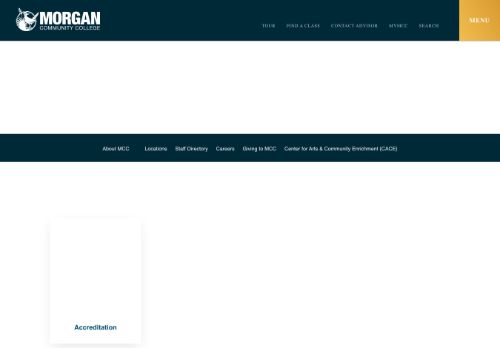 MORGAN
COMMUNITY COLLEGE
TOUR FIND A CLASS CONTACT ADVISOR MYMCC SEARCH
MENU
About MCC Locations Staff Directory Careers Giving to MCC Center for Arts & Community Enrichment (CACE)
Accreditation